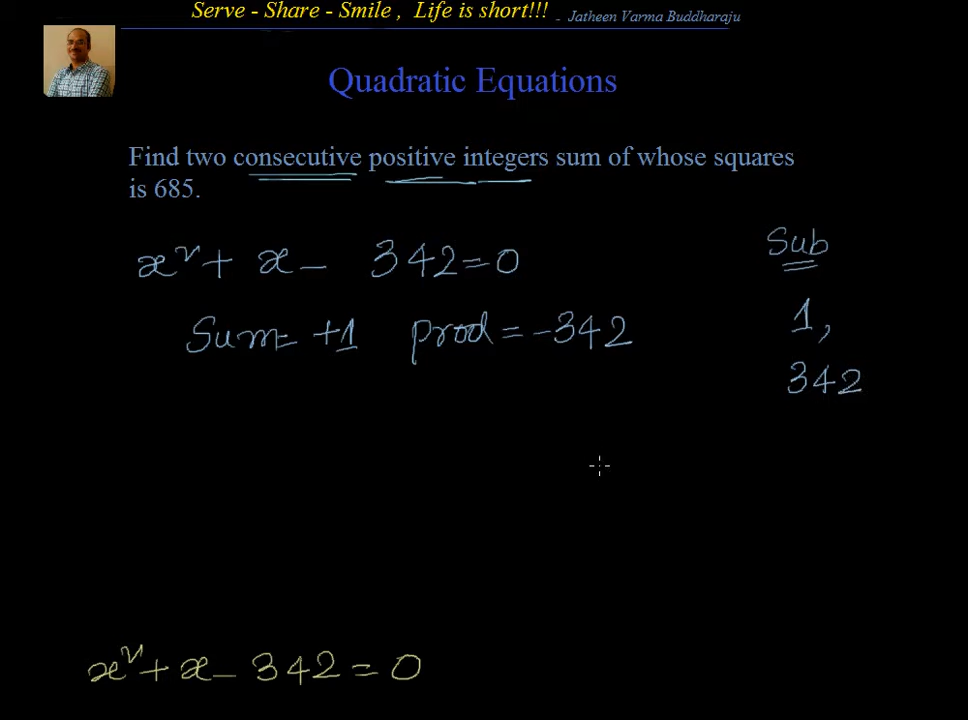 Serve - Share - Smile , Life is short!!! - Jatheen Varma Buddharaju
Quadratic Equations
Find two consecutive positive integers sum of whose squares
is 685.
x² + x - 342 = 0
Sub
Sum = +1 prod = -342
1,
342
x² + x - 342 = 0